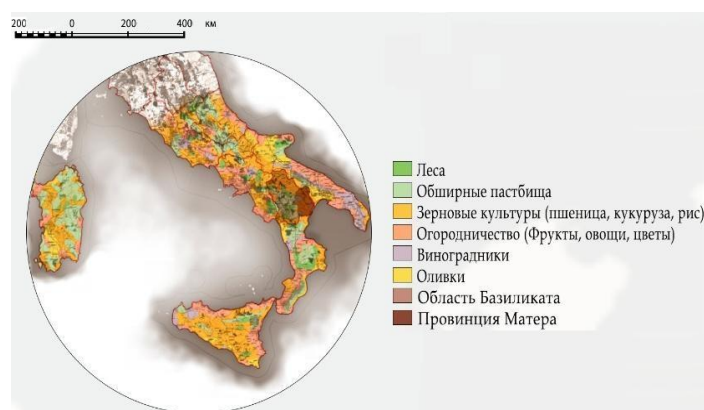 200 0 200 400 км
Леса
Обширные пастбища
Зерновые культуры (пшеница, кукуруза, рис)
Огородничество (Фрукты, овощи, цветы)
Виноградники
Оливки
Область Базиликата
Провинция Матера